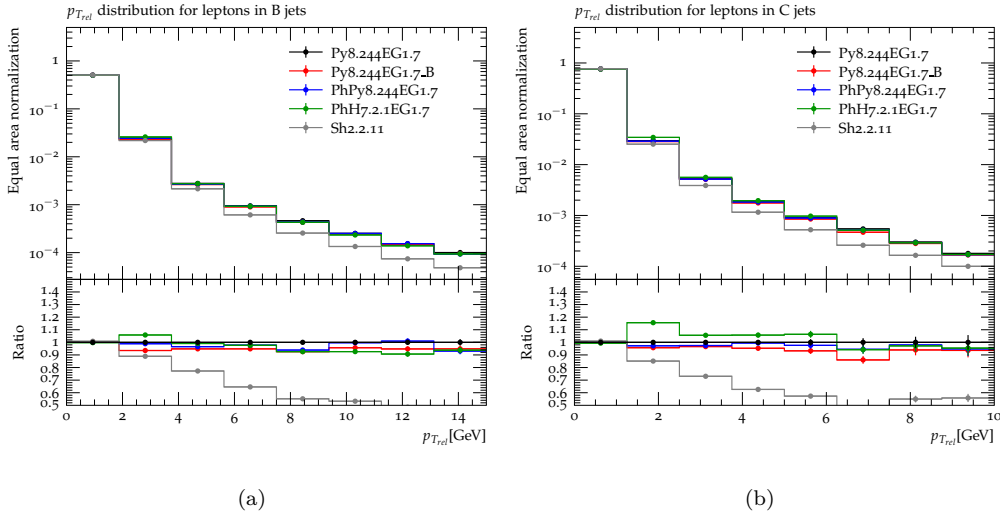 p_{T_{rel}} distribution for leptons in B jets
Equal area normalization
1
10^{−1}
10^{−2}
10^{−3}
10^{−4}
Py8.244EG1.7
Py8.244EG1.7_B
PhPy8.244EG1.7
PhH7.2.1EG1.7
Sh2.2.11
Ratio
1.4
1.3
1.2
1.1
1.0
0.9
0.8
0.7
0.6
0.5
0 2 4 6 8 10 12 14
p_{T_{rel}}[GeV]
(a)
p_{T_{rel}} distribution for leptons in C jets
Equal area normalization
1
10^{−1}
10^{−2}
10^{−3}
10^{−4}
Py8.244EG1.7
Py8.244EG1.7_B
PhPy8.244EG1.7
PhH7.2.1EG1.7
Sh2.2.11
Ratio
1.4
1.3
1.2
1.1
1.0
0.9
0.8
0.7
0.6
0.5
0 2 4 6 8 10
p_{T_{rel}}[GeV]
(b)